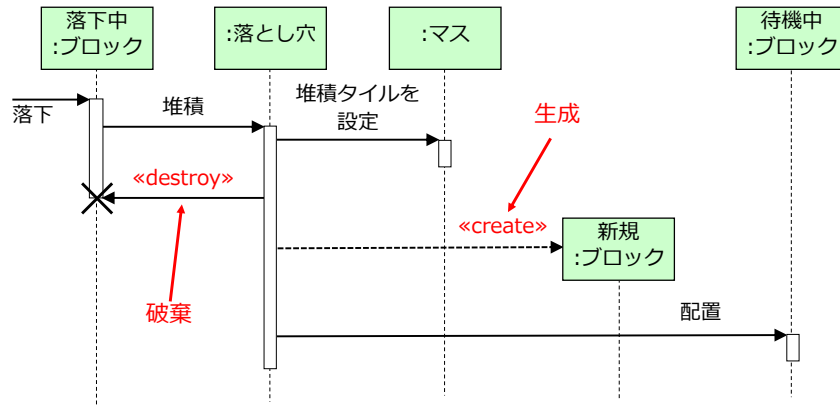 落下中
:ブロック
:落とし穴
:マス
待機中
:ブロック
落下
堆積
堆積タイルを
設定
生成
«destroy»
«create»
新規
:ブロック
破棄
配置